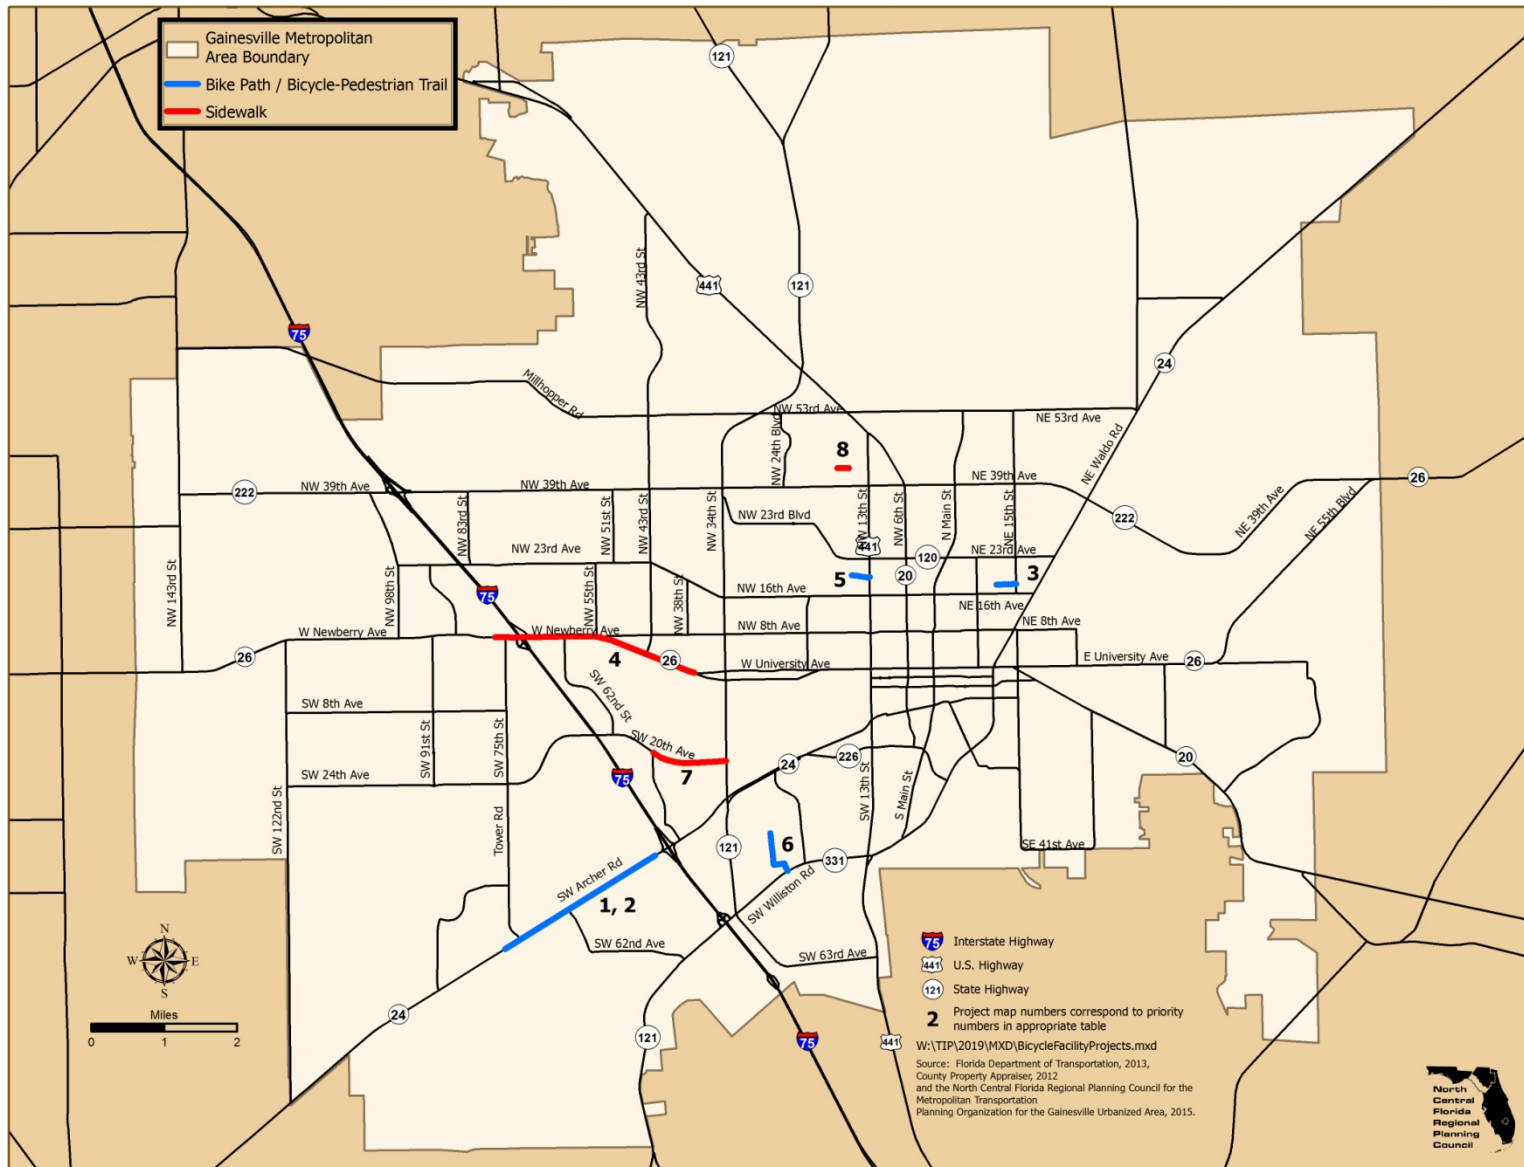 Gainesville Metropolitan
Area Boundary
Bike Path / Bicycle-Pedestrian Trail
Sidewalk
121
NW 43rd St
441
121
75
24
Millhopper Rd
NW 53rd Ave
NE 53rd Ave
NW 24th Blvd
8
NE Waldo Rd
222
NW 39th Ave
NW 39th Ave
NE 39th Ave
26
NE 39th Ave
NE 55th Blvd
222
NW 83rd St
NW 51st St
NW 43rd St
NW 34th St
NW 23rd Blvd
NW 13th St
NW 6th St
N Main St
NE 15th St
441
NW 23rd Ave
120
NE 23rd Ave
NW 143rd St
NW 98th St
75
NW 55th St
NW 38th St
NW 16th Ave
5
20
3
NE 16th Ave
W Newberry Ave
W Newberry Ave
NW 8th Ave
NE 8th Ave
26
4
26
W University Ave
E University Ave
26
SW 62nd St
SW 8th Ave
SW 91st St
SW 75th St
SW 20th Ave
SW 24th Ave
7
75
24
226
20
SW 13th St
S Main St
SW 122nd St
Tower Rd
121
6
331
SE 41st Ave
SW Archer Rd
SW Williston Rd
1, 2
SW 62nd Ave
SW 63rd Ave
24
121
75
441
N
W
E
S
Miles
0
1
2
75
Interstate Highway
441
U.S. Highway
121
State Highway
2
Project map numbers correspond to priority
numbers in appropriate table
W:\TIP\2019\MXD\BicycleFacilityProjects.mxd
Source: Florida Department of Transportation, 2013,
County Property Appraiser, 2012
and the North Central Florida Regional Planning Council for the
Metropolitan Transportation
Planning Organization for the Gainesville Urbanized Area, 2015.
North
Central
Florida
Regional
Planning
Council